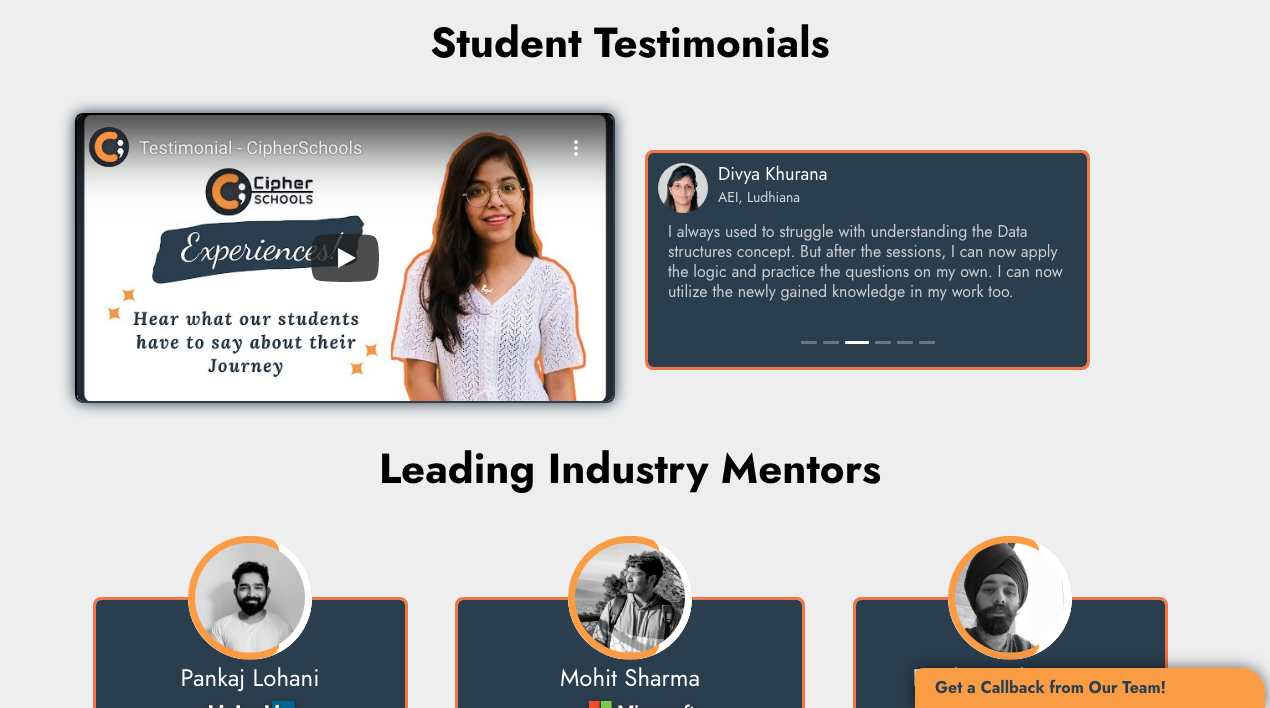 Student Testimonials
Testimonial - CipherSchools
Cipher
SCHOOLS
Experiences!
Hear what our students
have to say about their
Journey
Divya Khurana
AEI, Ludhiana
I always used to struggle with understanding the Data
structures concept. But after the sessions, I can now apply
the logic and practice the questions on my own. I can now
utilize the newly gained knowledge in my work too.
Leading Industry Mentors
Pankaj Lohani
Mohit Sharma
Microsoft
Get a Callback from Our Team!